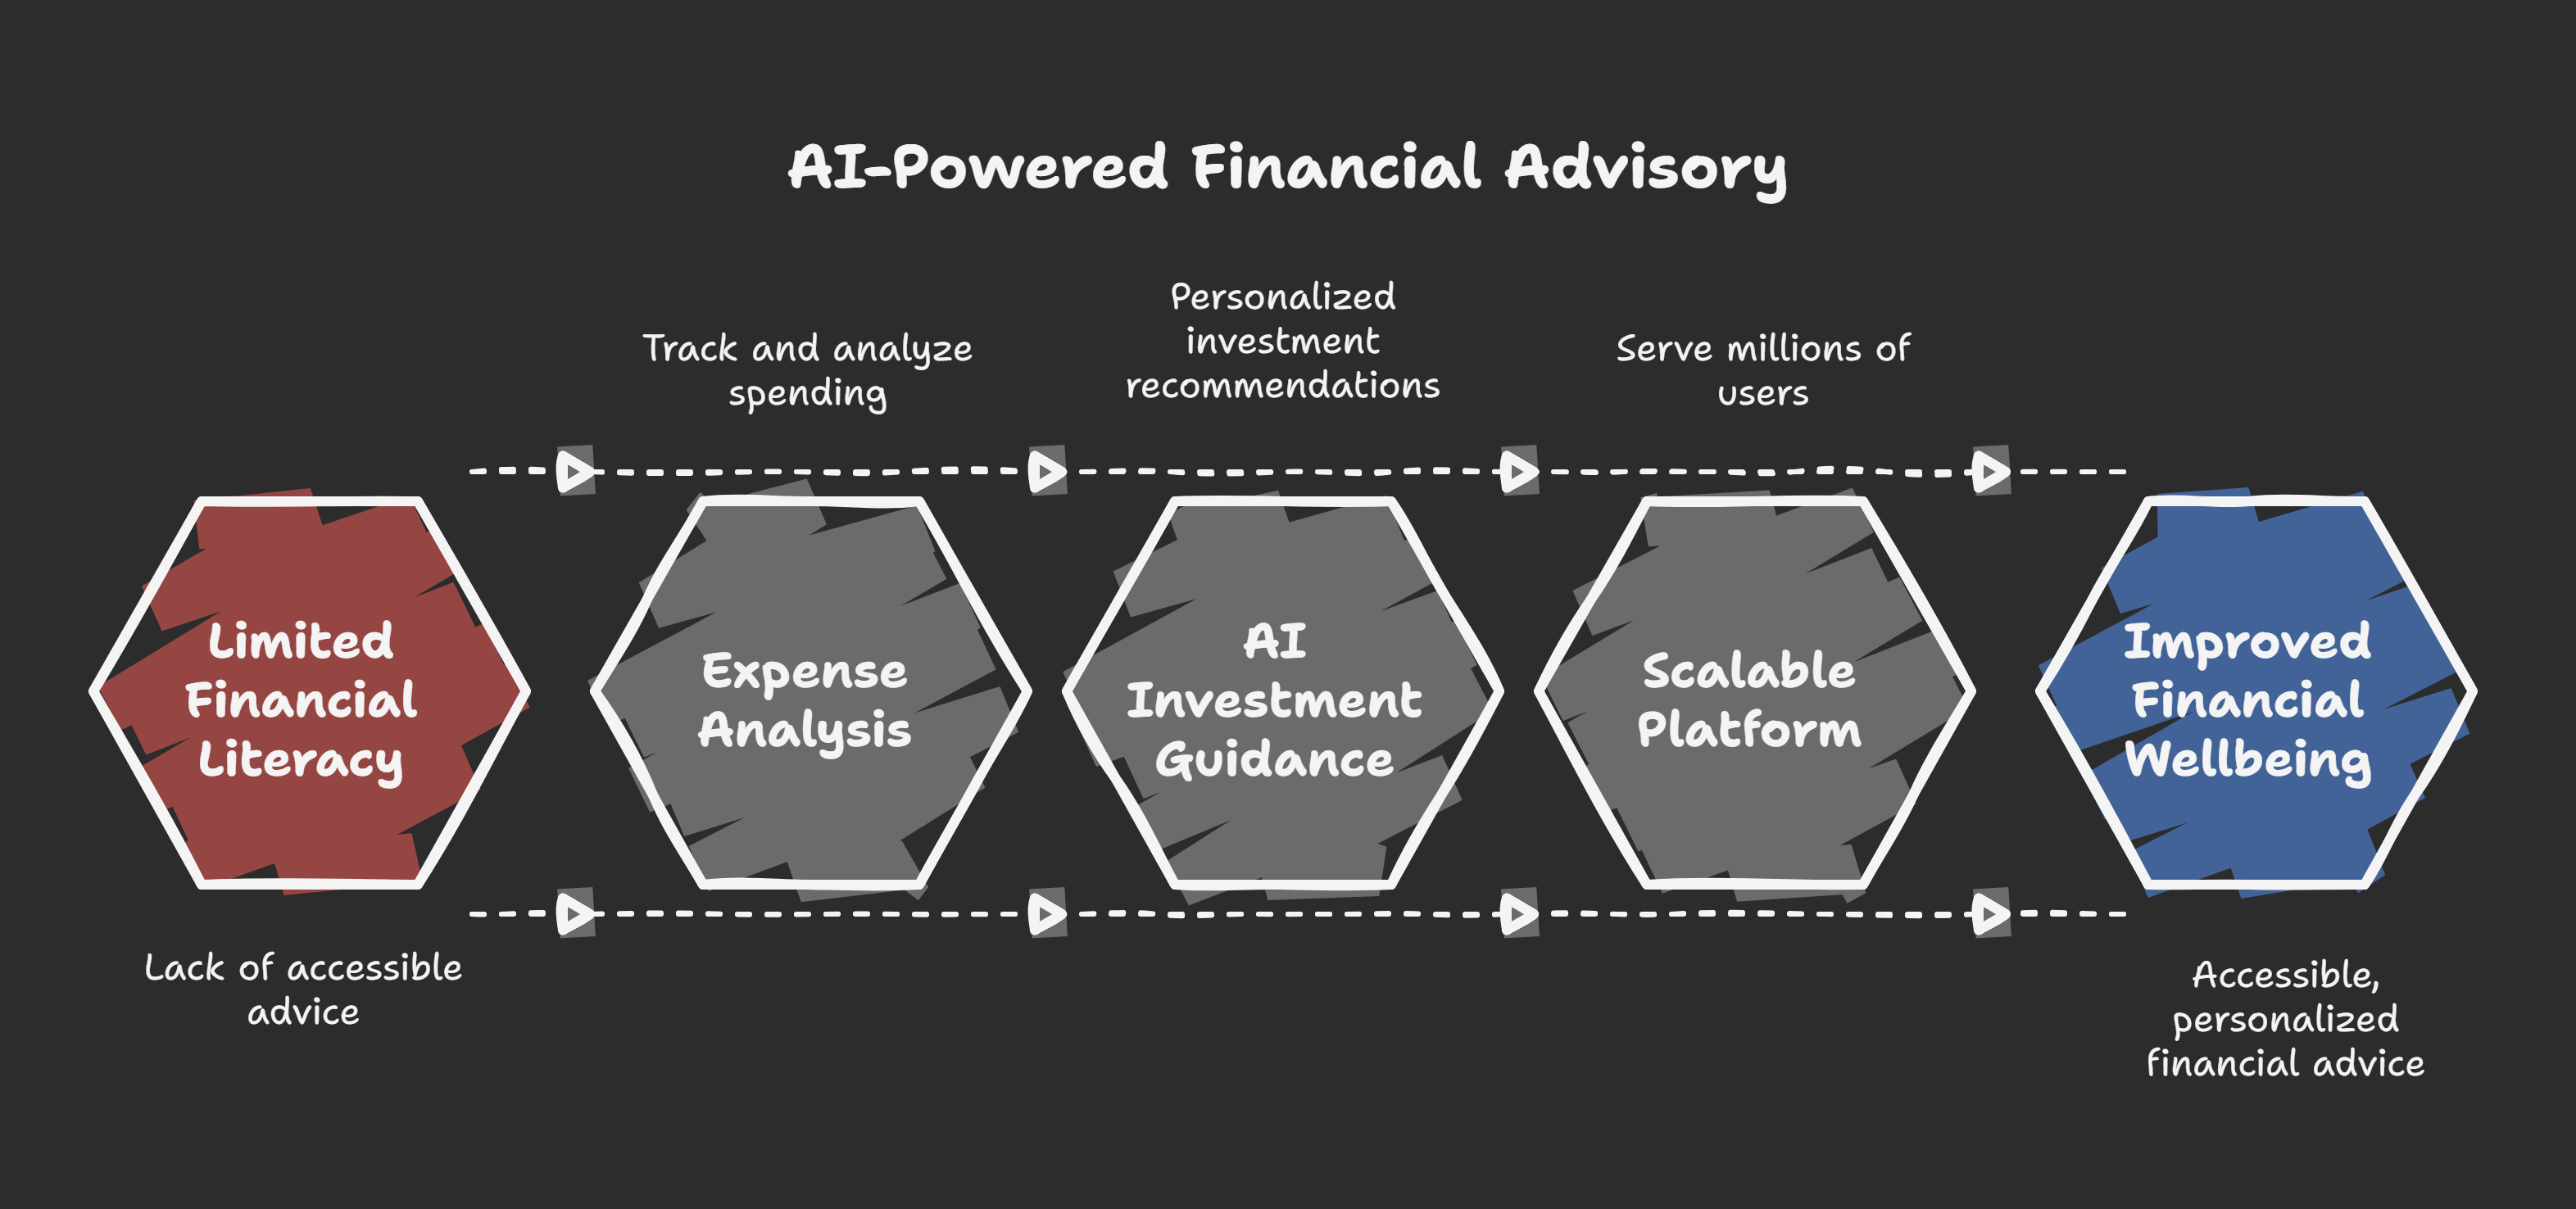 AI-Powered Financial Advisory
Personalized
investment
recommendations
Track and analyze
spending
Serve millions of
users
Limited
Financial
Literacy
Expense
Analysis
AI
Investment
Guidance
Scalable
Platform
Improved
Financial
Wellbeing
Lack of accessible
advice
Accessible,
personalized
financial advice